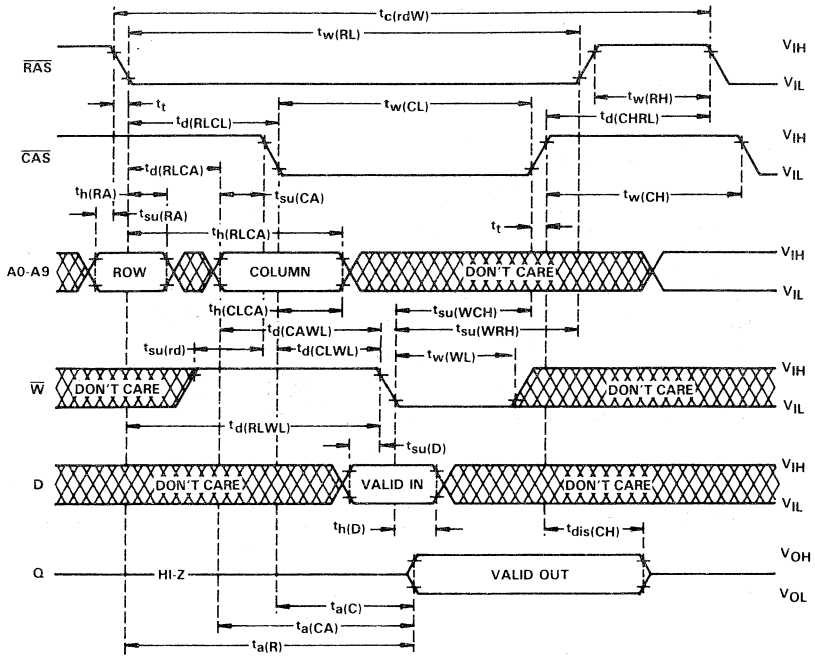 tc(rdW)
tw(RL)
RAS
VIH
VIL
tw(RH)
tt
td(RLCL)
tw(CL)
td(CHRL)
CAS
VIH
VIL
td(RLCA)
th(RA)
tsu(CA)
tw(CH)
tsu(RA)
th(RLCA)
tt
A0-A9
ROW
COLUMN
DON'T CARE
VIH
VIL
th(CLCA)
tsu(WCH)
td(CAWL)
tsu(WRH)
tsu(rd)
td(CLWL)
tw(WL)
W
DON'T CARE
DON'T CARE
VIH
VIL
td(RLWL)
tsu(D)
D
DON'T CARE
VALID IN
DON'T CARE
VIH
VIL
th(D)
tdis(CH)
Q
HI-Z
VALID OUT
VOH
VOL
ta(C)
ta(CA)
ta(R)